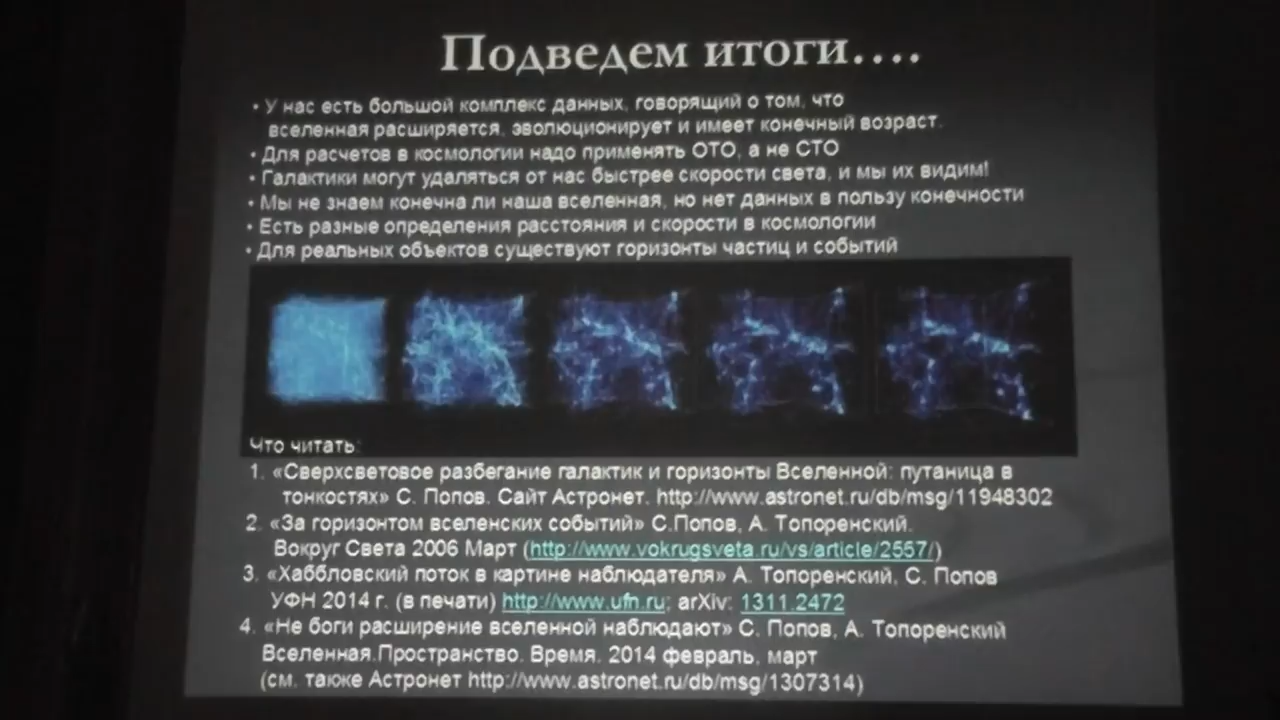 Подведем итоги....
• У нас есть большой комплекс данных, говорящий о том, что
вселенная расширяется, эволюционирует и имеет конечный возраст.
• Для расчетов в космологии надо применять ОТО, а не СТО
• Галактики могут удаляться от нас быстрее скорости света, и мы их видим!
• Мы не знаем конечна ли наша вселенная, но нет данных в пользу конечности
• Есть разные определения расстояния и скорости в космологии
• Для реальных объектов существуют горизонты частиц и событий
Что читать:
1. «Сверхсветовое разбегание галактик и горизонты Вселенной: путаница в
тонкостях» С. Попов. Сайт Астронет. http://www.astronet.ru/db/msg/11948302
2. «За горизонтом вселенских событий» С.Попов, А. Топоренский.
Вокруг Света 2006 Март (http://www.vokrugsveta.ru/vs/article/2557/)
3. «Хаббловский поток в картине наблюдателя» А. Топоренский, С. Попов
УФН 2014 г. (в печати) http://www.ufn.ru; arXiv: 1311.2472
4. «Не боги расширение вселенной наблюдают» С. Попов, А. Топоренский
Вселенная.Пространство. Время. 2014 февраль, март
(см. также Астронет http://www.astronet.ru/db/msg/1307314)